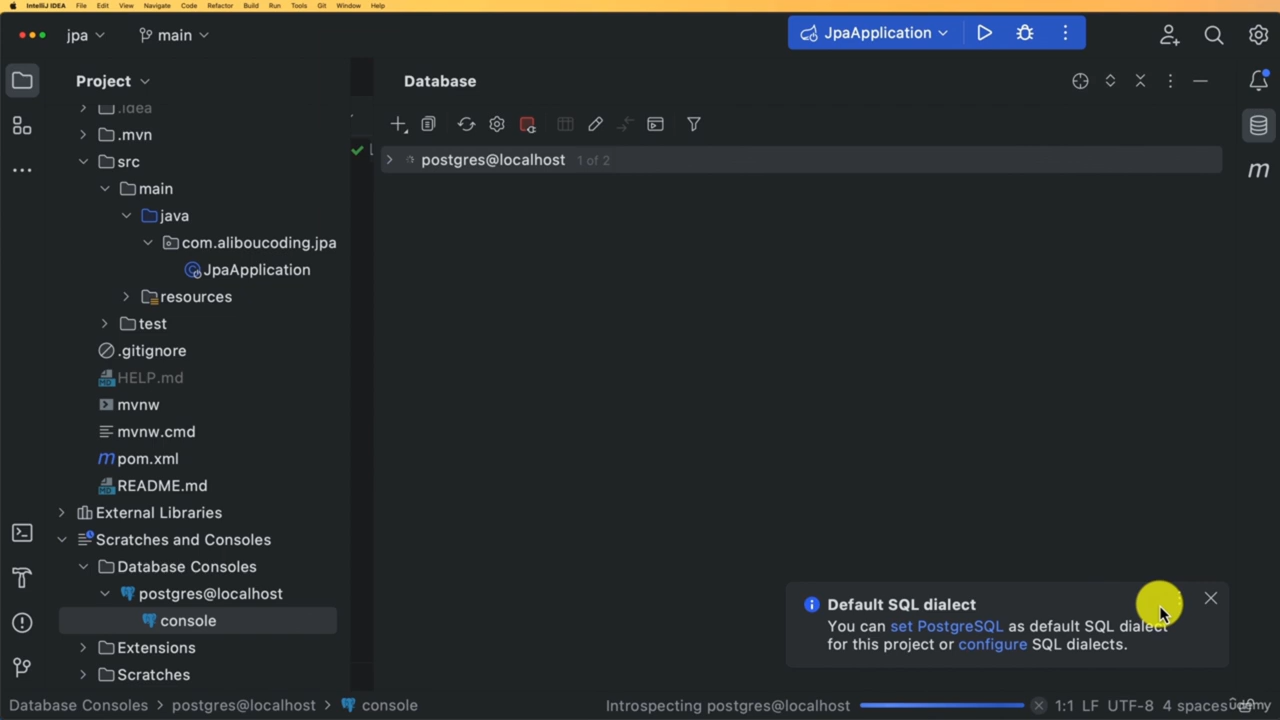 IntelliJ IDEA File Edit View Navigate Code Refactor Build Run Tools Git Window Help
jpa main JpaApplication
Project
.idea
.mvn
src
main
java
com.aliboucoding.jpa
JpaApplication
resources
test
.gitignore
HELP.md
mvnw
mvnw.cmd
pom.xml
README.md
External Libraries
Scratches and Consoles
Database Consoles
postgres@localhost
console
Extensions
Scratches
Database
postgres@localhost 1 of 2
Default SQL dialect
You can set PostgreSQL as default SQL dialect
for this project or configure SQL dialects.
Database Consoles postgres@localhost console Introspecting postgres@localhost 1:1 LF UTF-8 4 spaces
udemy